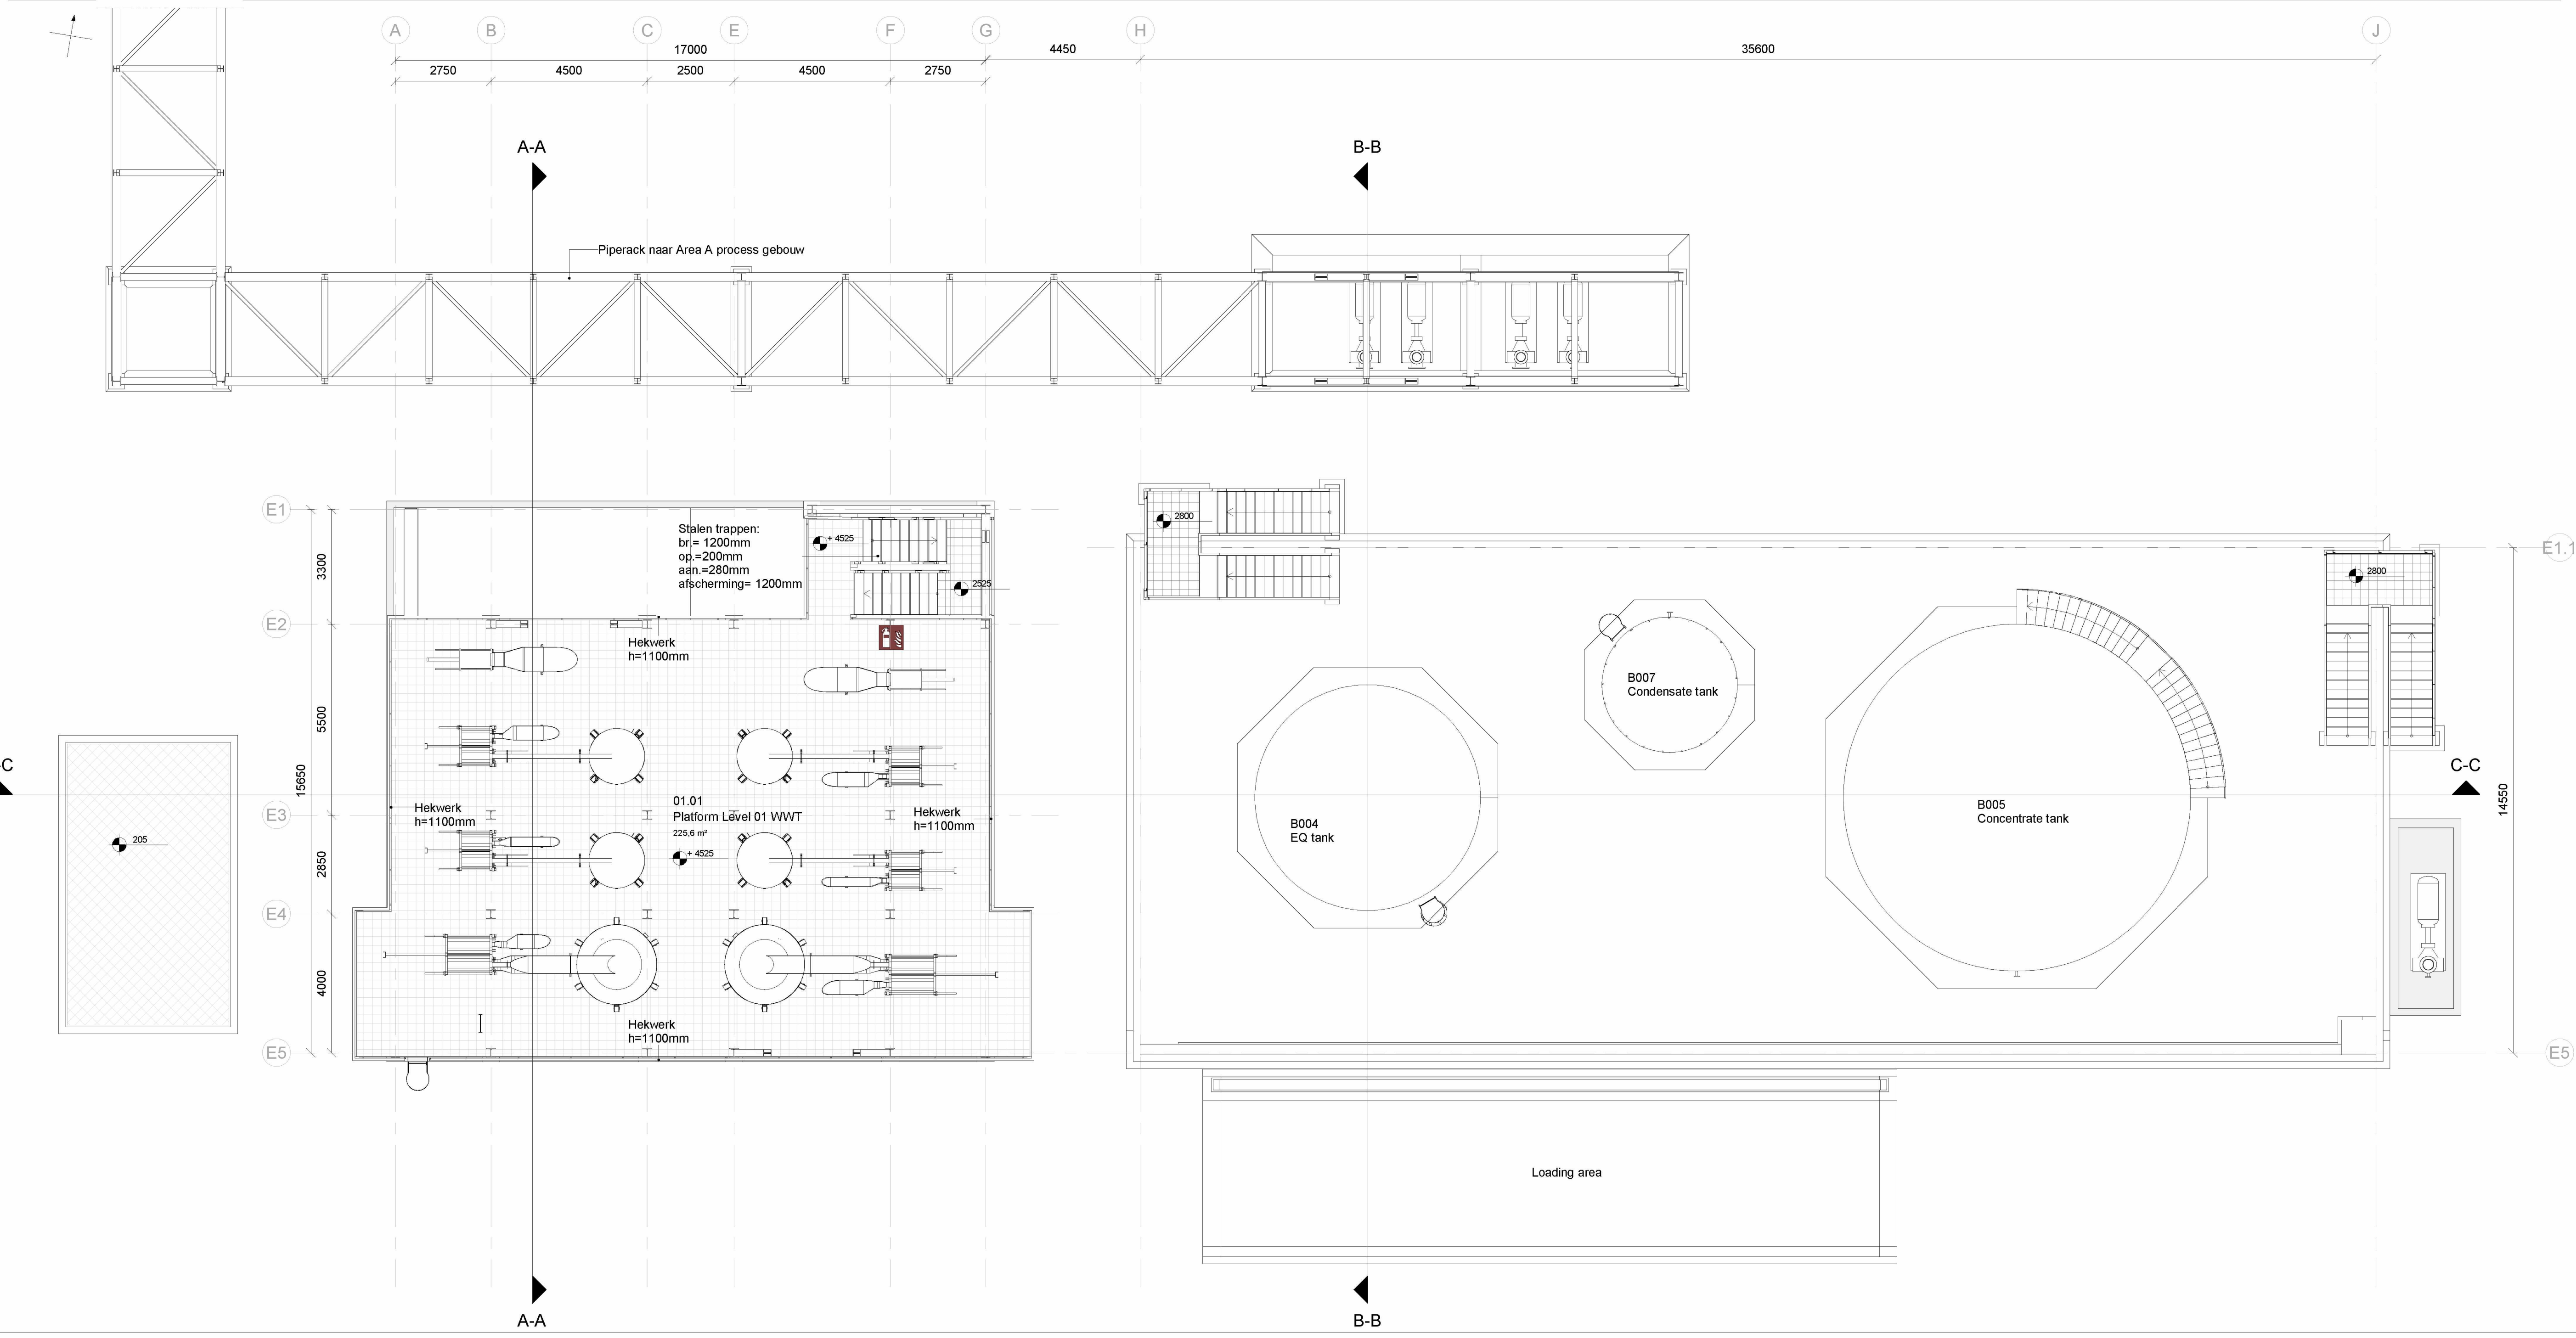 A
B
C
E
F
G
H
J
17000
4450
35600
2750
4500
2500
4500
2750
A-A
B-B
Piperack naar Area A process gebouw
E1
Stalen trappen:
br.= 1200mm
op.=200mm
aan.=280mm
afscherming= 1200mm
+ 4525
2525
2800
E1.1
2800
3300
E2
Hekwerk
h=1100mm
5500
B007
Condensate tank
-C
C-C
15650
14550
01.01
Platform Level 01 WWT
225,6 m²
+ 4525
Hekwerk
h=1100mm
Hekwerk
h=1100mm
E3
B005
Concentrate tank
B004
EQ tank
205
2850
E4
4000
Hekwerk
h=1100mm
E5
E5
Loading area
A-A
B-B